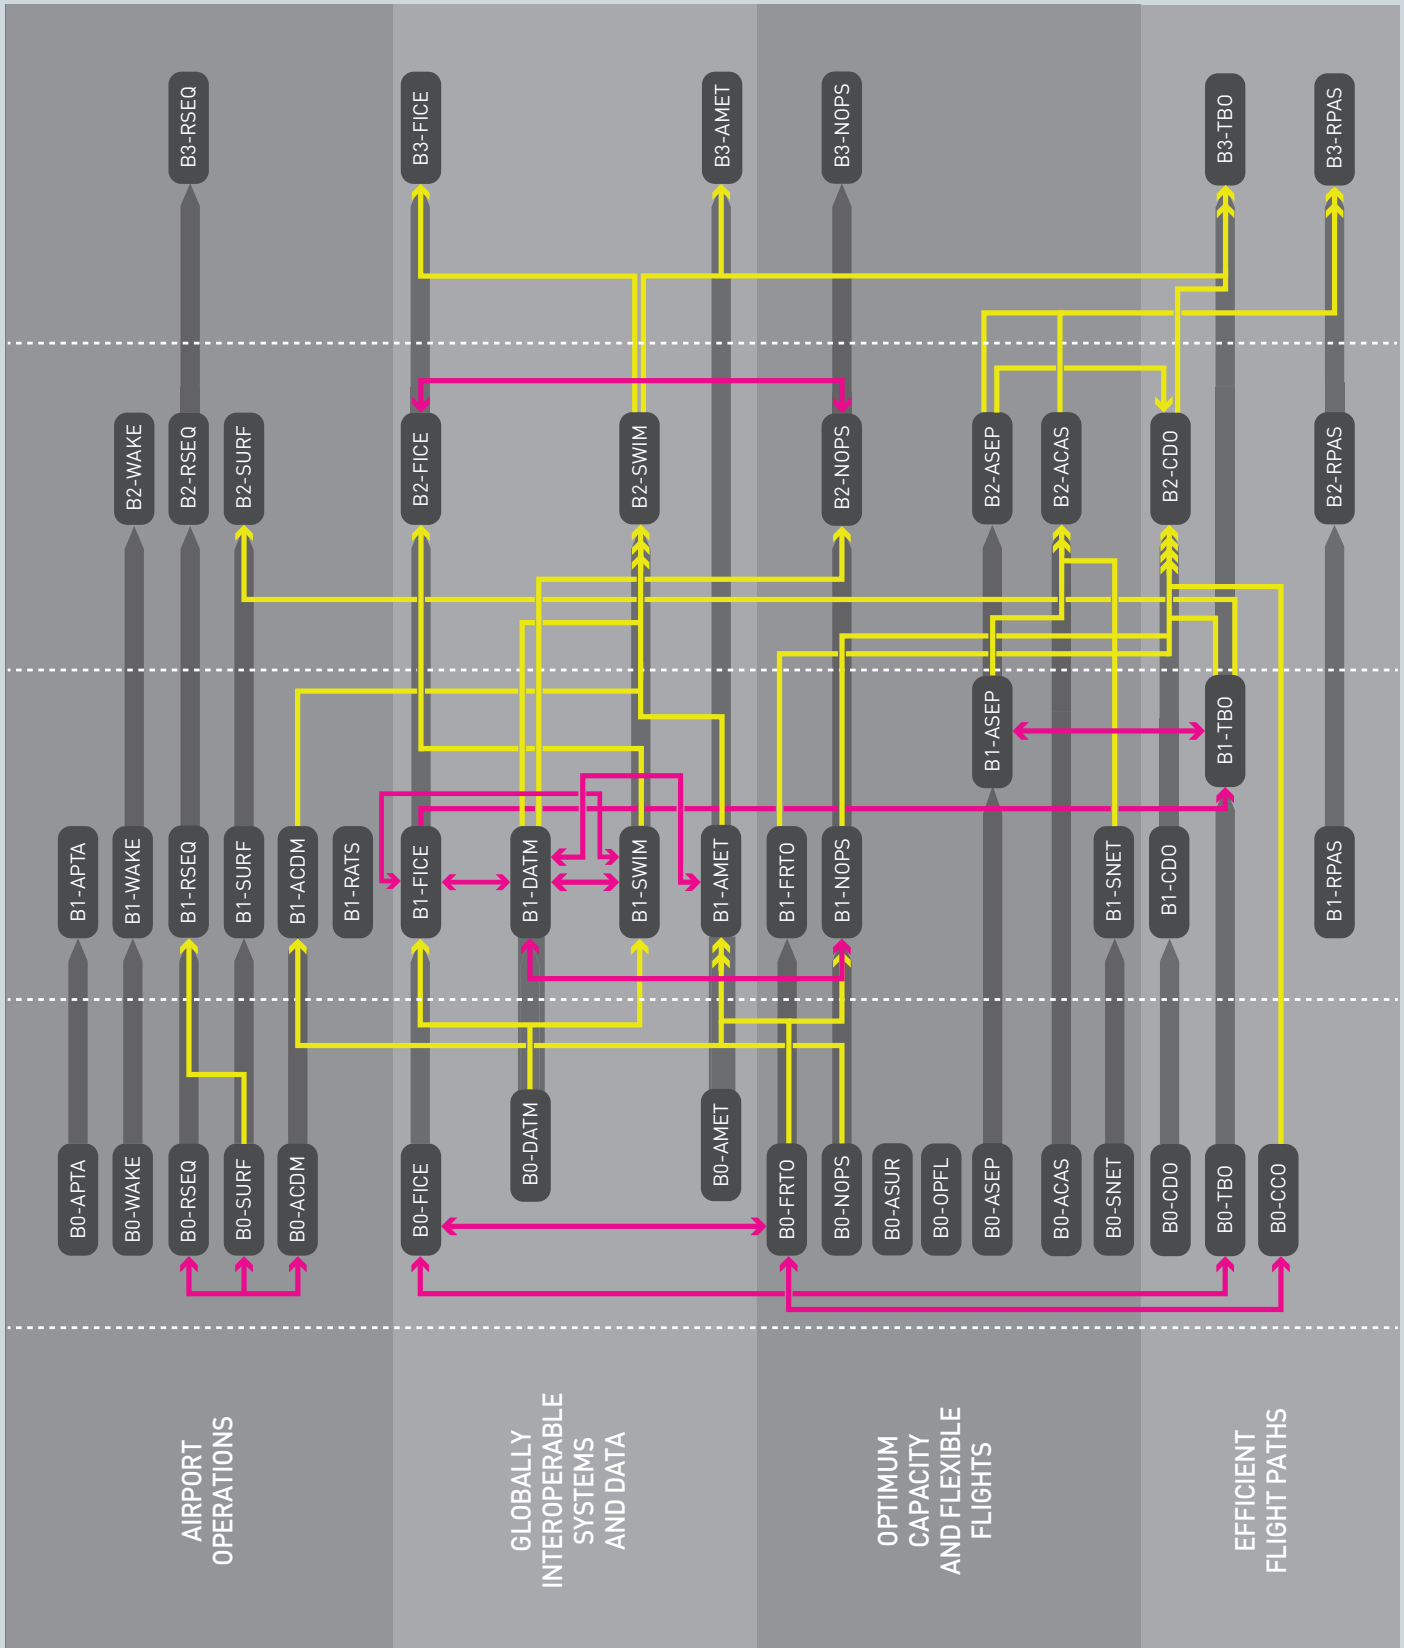 AIRPORT
OPERATIONS
B0-APTA
B1-APTA
B0-WAKE
B1-WAKE
B2-WAKE
B0-RSEQ
B1-RSEQ
B2-RSEQ
B3-RSEQ
B0-SURF
B1-SURF
B2-SURF
B0-ACDM
B1-ACDM
B1-RATS
GLOBALLY
INTEROPERABLE
SYSTEMS
AND DATA
B0-FICE
B1-FICE
B2-FICE
B3-FICE
B0-DATM
B1-DATM
B1-SWIM
B2-SWIM
B0-AMET
B1-AMET
B3-AMET
OPTIMUM
CAPACITY
AND FLEXIBLE
FLIGHTS
B0-FRTO
B1-FRTO
B0-NOPS
B1-NOPS
B2-NOPS
B3-NOPS
B0-ASUR
B0-OPFL
B0-ASEP
B1-ASEP
B2-ASEP
B0-ACAS
B2-ACAS
B0-SNET
B1-SNET
EFFICIENT
FLIGHT PATHS
B0-CDO
B1-CDO
B2-CDO
B0-TBO
B1-TBO
B3-TBO
B0-CCO
B1-RPAS
B2-RPAS
B3-RPAS